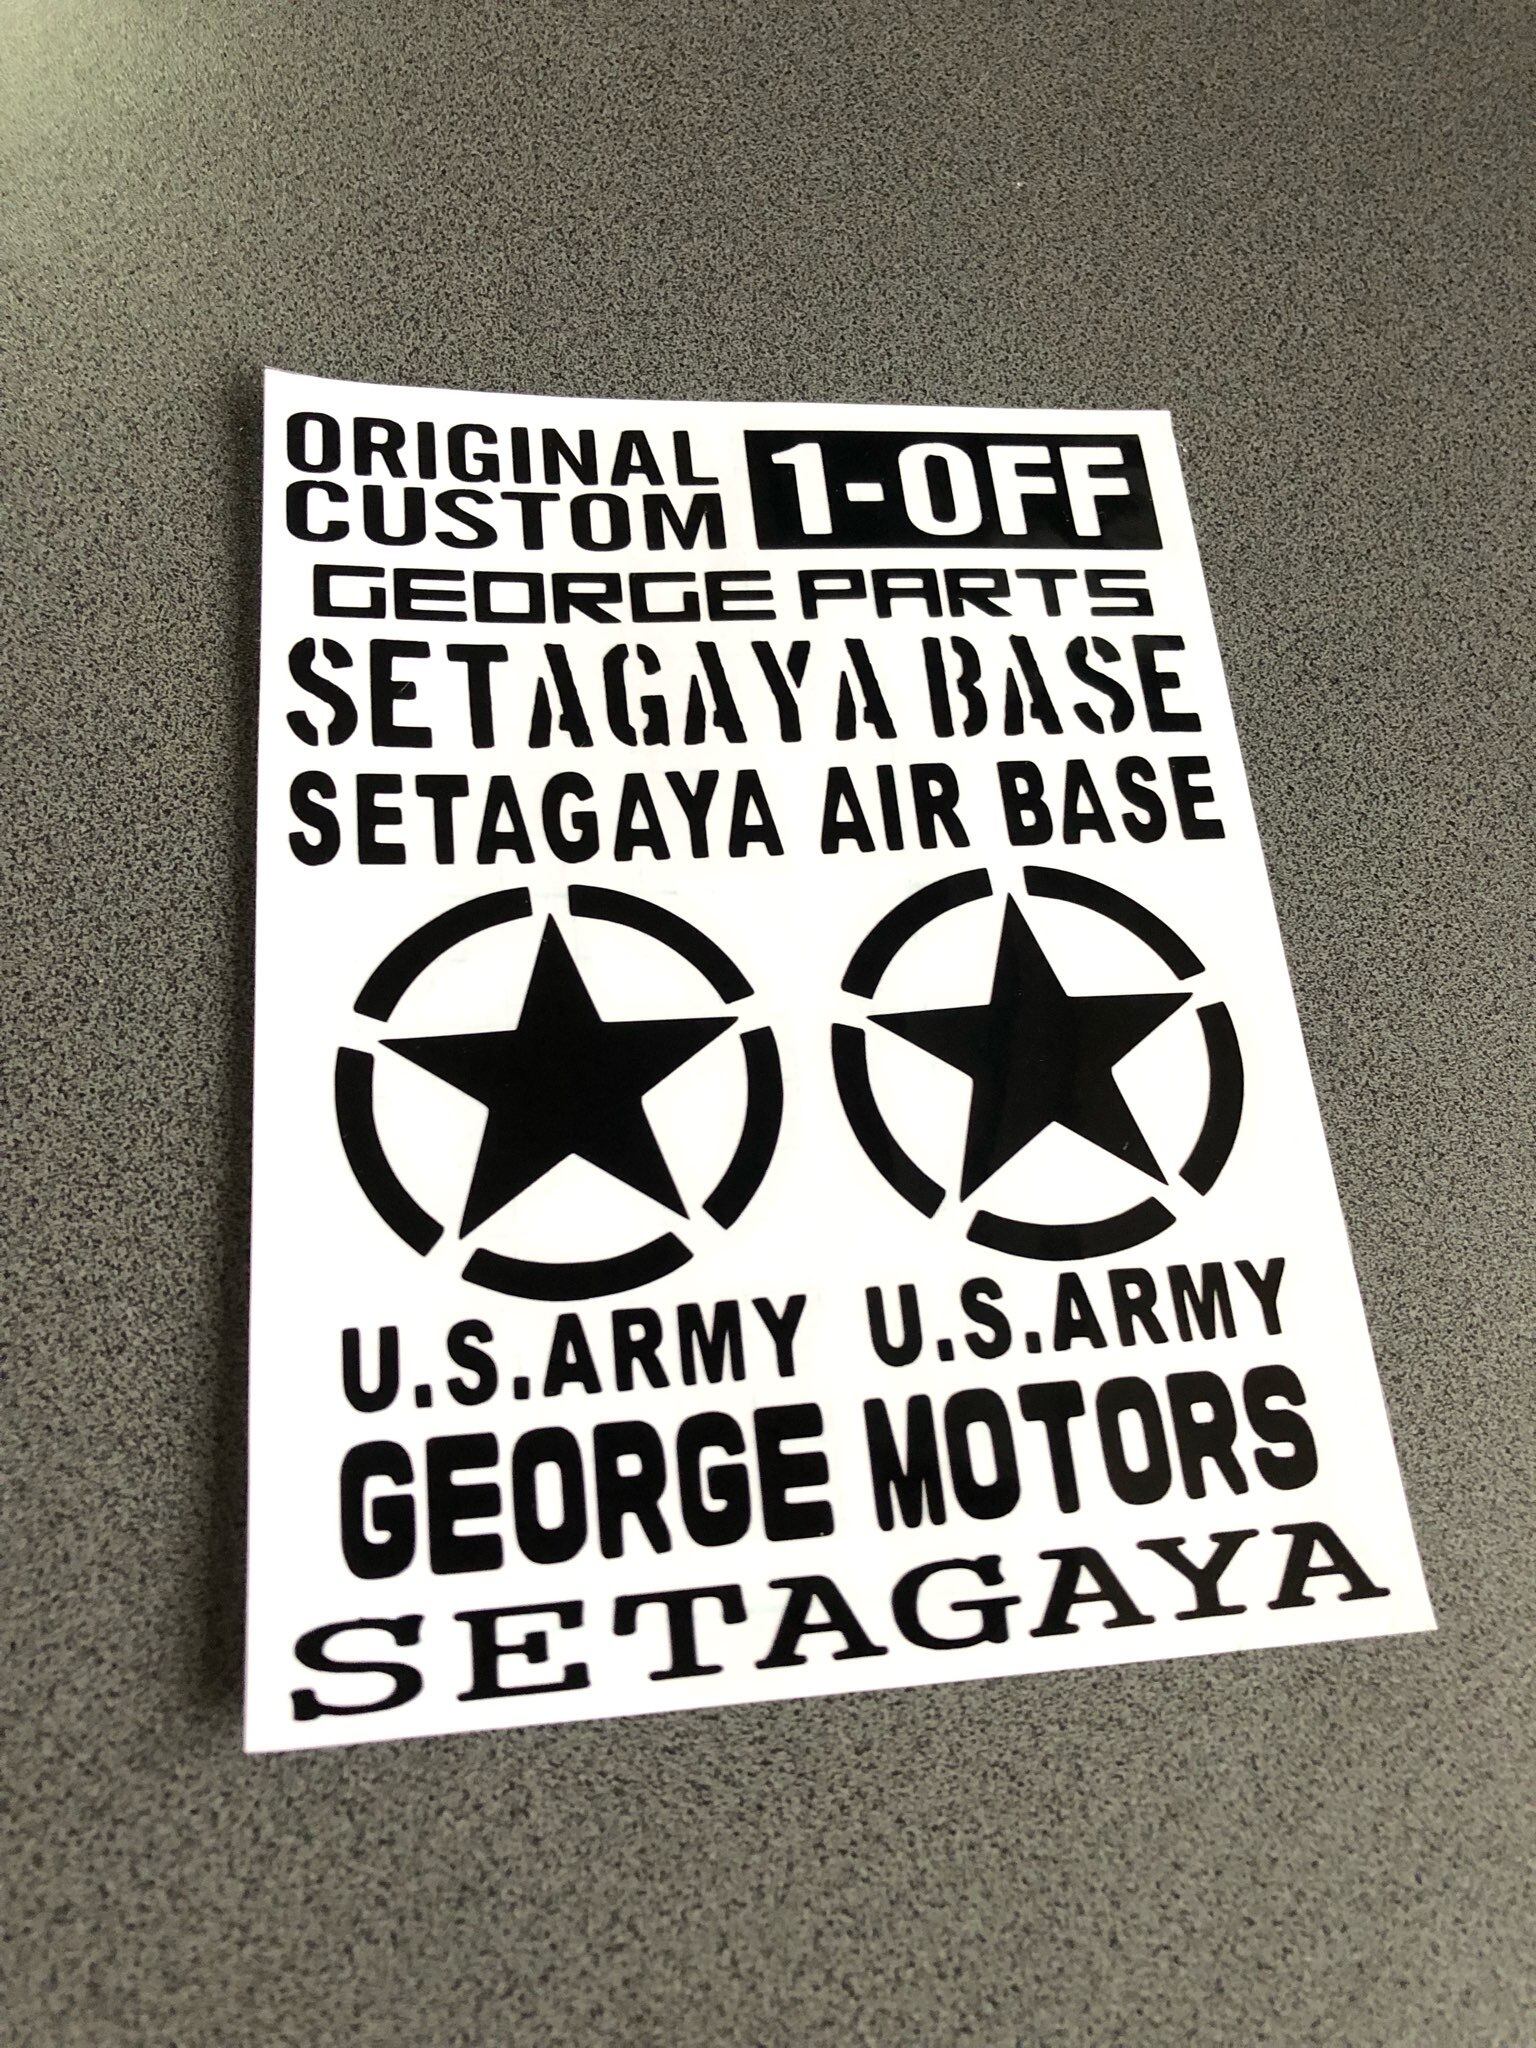 ORIGINAL
CUSTOM
1-OFF
GEORGE PARTS
SETAGAYA BASE
SETAGAYA AIR BASE
U.S.ARMY U.S.ARMY
GEORGE MOTORS
SETAGAYA